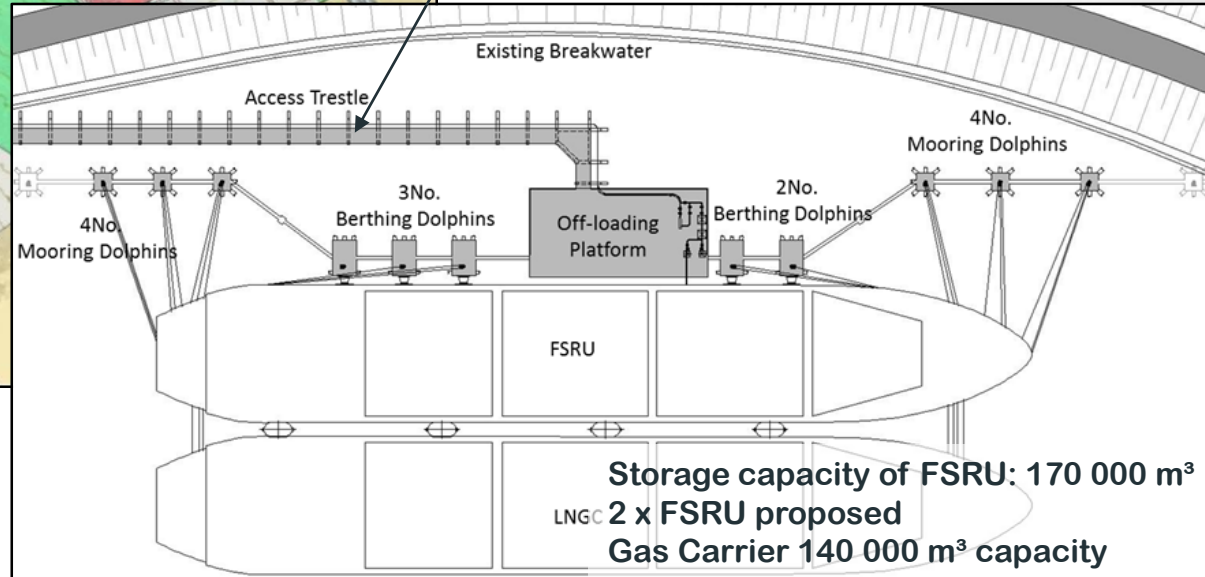 Existing Breakwater
Access Trestle
4No.
Mooring Dolphins
3No.
Berthing Dolphins
2No.
Berthing Dolphins
4No.
Mooring Dolphins
Off-loading
Platform
FSRU
LNGC
Storage capacity of FSRU: 170 000 m³
2 x FSRU proposed
Gas Carrier 140 000 m³ capacity